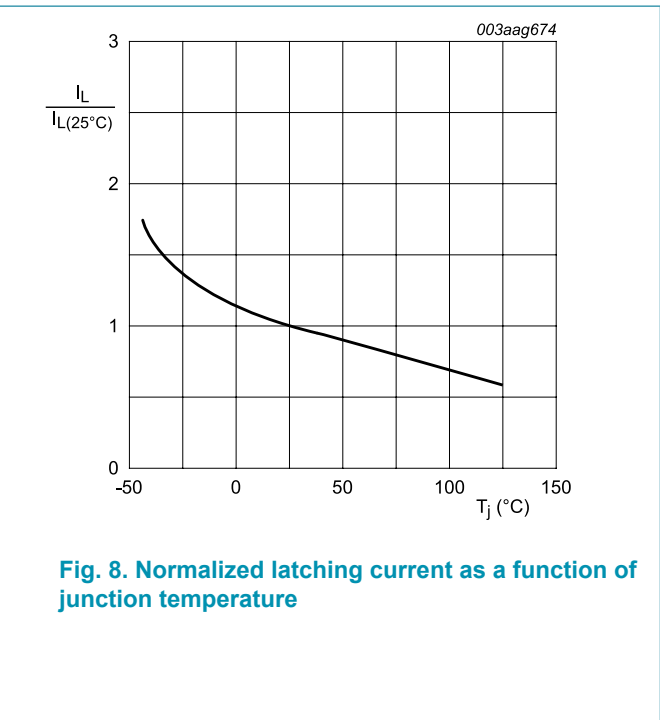 003aag674
3
I_L
I_L(25°C)
2
1
0
-50 0 50 100 150
T_j (°C)
Fig. 8. Normalized latching current as a function of
junction temperature